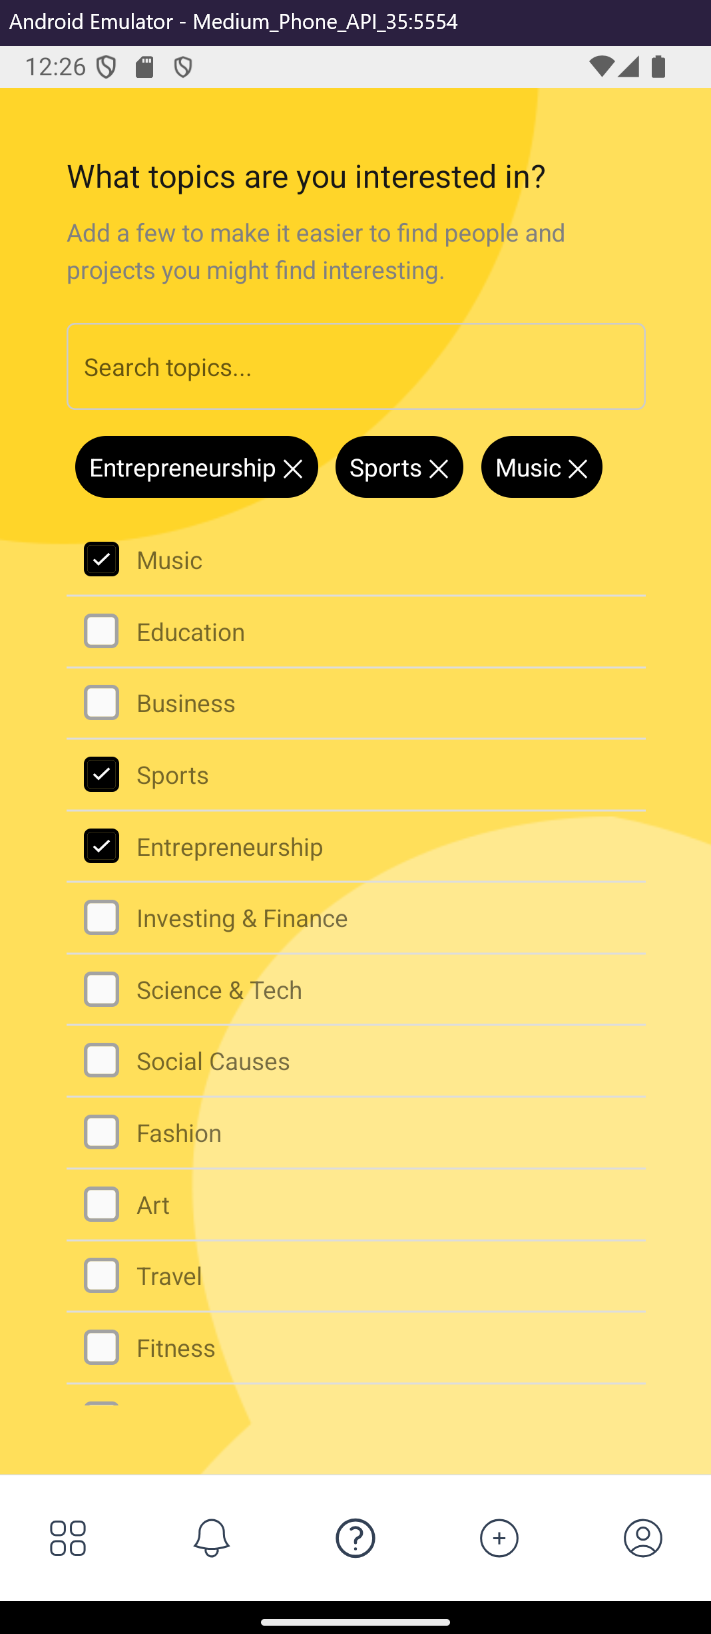 Android Emulator - Medium_Phone_API_35:5554
12:26
What topics are you interested in?
Add a few to make it easier to find people and
projects you might find interesting.
Search topics...
Entrepreneurship Sports Music
Music
Education
Business
Sports
Entrepreneurship
Investing & Finance
Science & Tech
Social Causes
Fashion
Art
Travel
Fitness